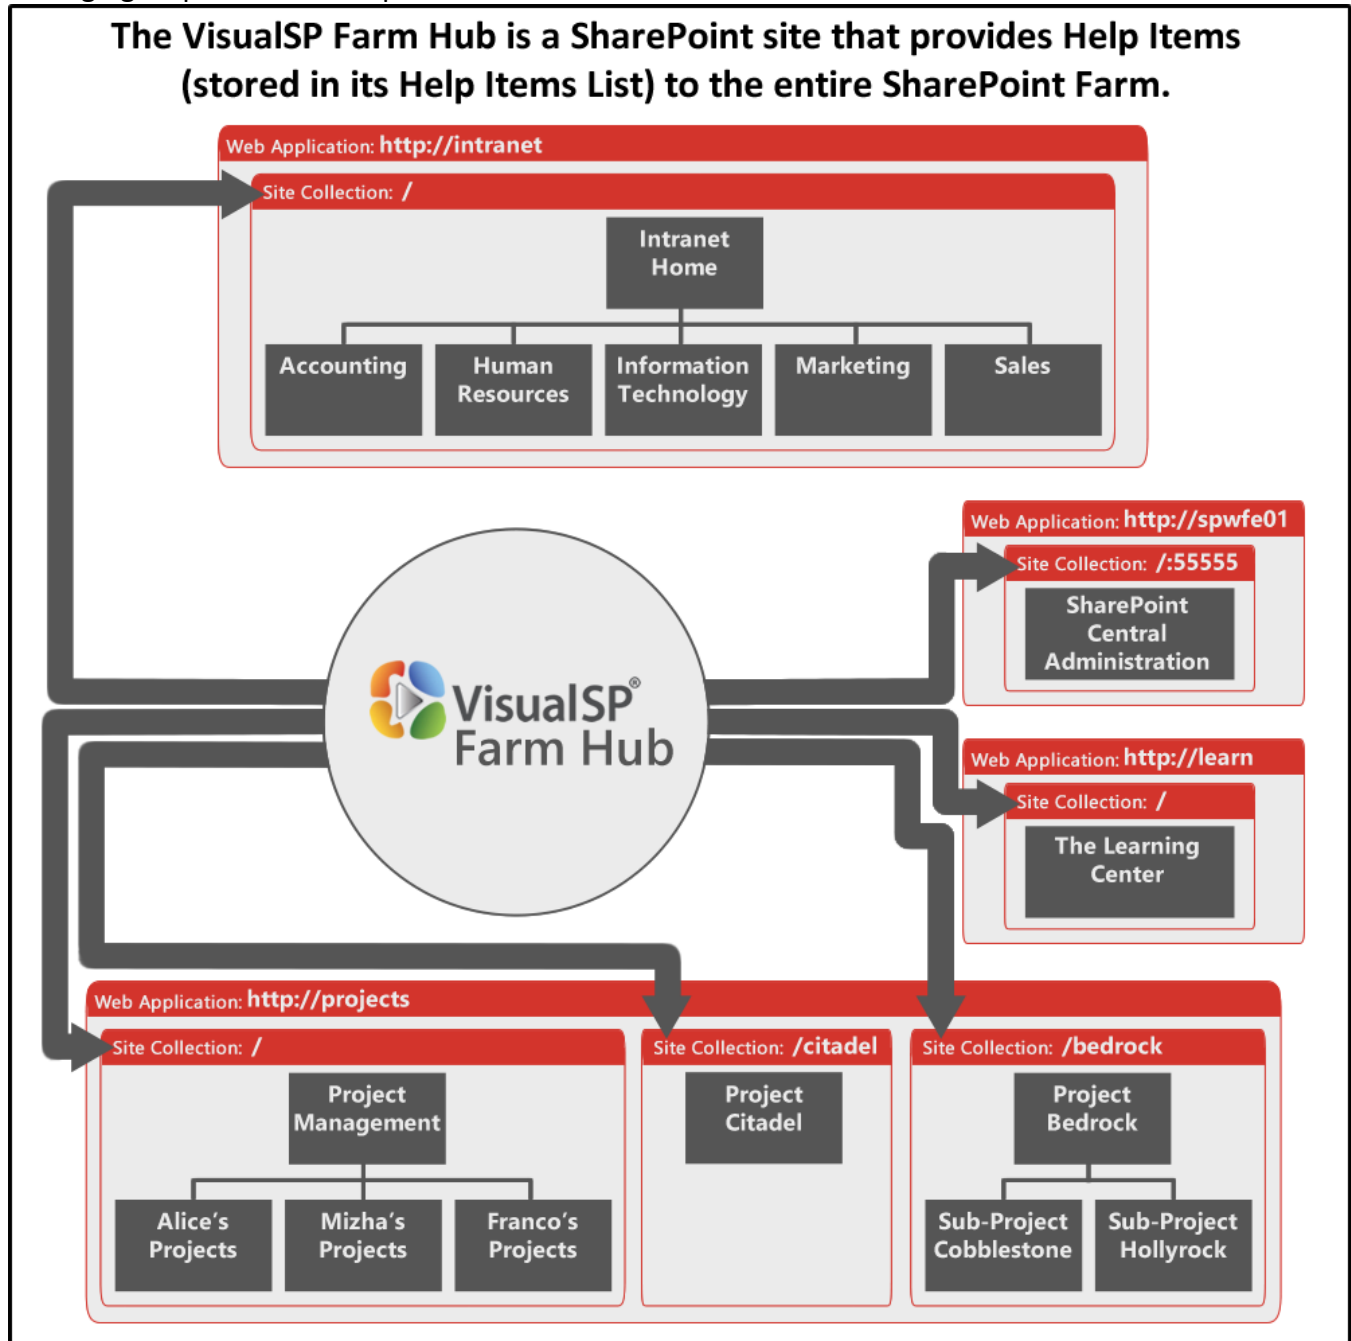 The VisualSP Farm Hub is a SharePoint site that provides Help Items
(stored in its Help Items List) to the entire SharePoint Farm.
Web Application: http://intranet
Site Collection: /
Intranet
Home
Accounting
Human
Resources
Information
Technology
Marketing
Sales
Web Application: http://spwfe01
Site Collection: /:55555
SharePoint
Central
Administration
VisualSP®
Farm Hub
Web Application: http://learn
Site Collection: /
The Learning
Center
Web Application: http://projects
Site Collection: /
Project
Management
Alice's
Projects
Mizha's
Projects
Franco's
Projects
Site Collection: /citadel
Project
Citadel
Site Collection: /bedrock
Project
Bedrock
Sub-Project
Cobblestone
Sub-Project
Hollyrock